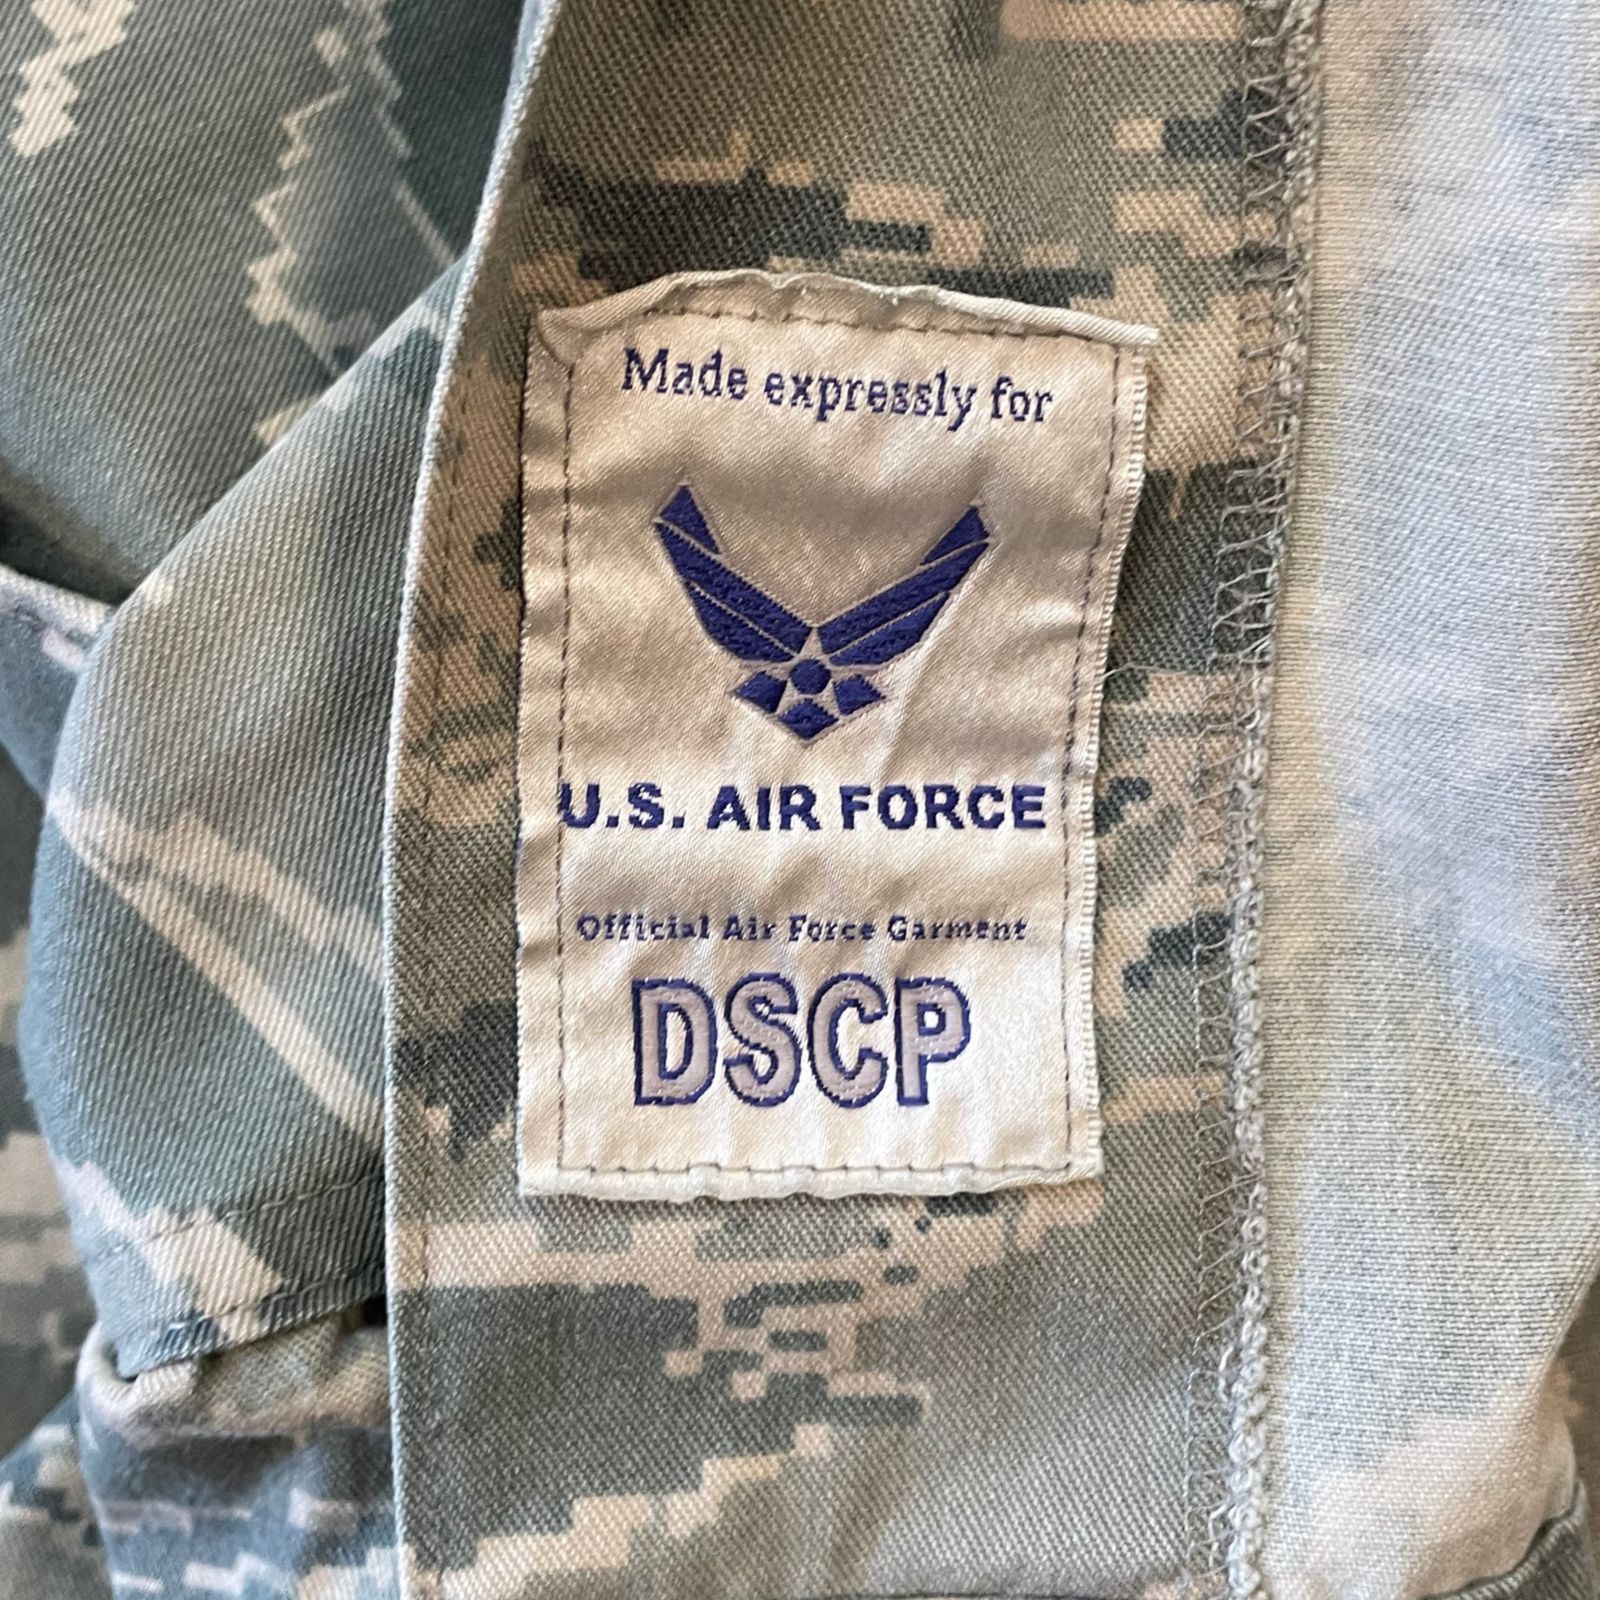 Made expressly for
U.S. AIR FORCE
Official Air Force Garment
DSCP